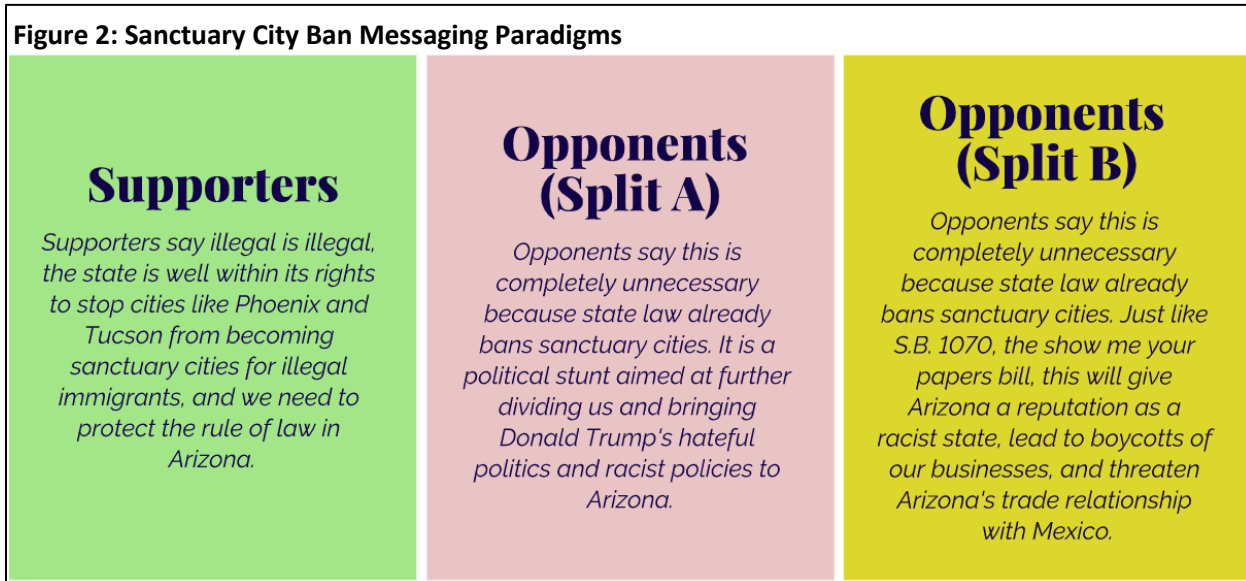 Figure 2: Sanctuary City Ban Messaging Paradigms
Supporters
Supporters say illegal is illegal,
the state is well within its rights
to stop cities like Phoenix and
Tucson from becoming
sanctuary cities for illegal
immigrants, and we need to
protect the rule of law in
Arizona.
Opponents
(Split A)
Opponents say this is
completely unnecessary
because state law already
bans sanctuary cities. It is a
political stunt aimed at further
dividing us and bringing
Donald Trump's hateful
politics and racist policies to
Arizona.
Opponents
(Split B)
Opponents say this is
completely unnecessary
because state law already
bans sanctuary cities. Just like
S.B. 1070, the show me your
papers bill, this will give
Arizona a reputation as a
racist state, lead to boycotts of
our businesses, and threaten
Arizona's trade relationship
with Mexico.